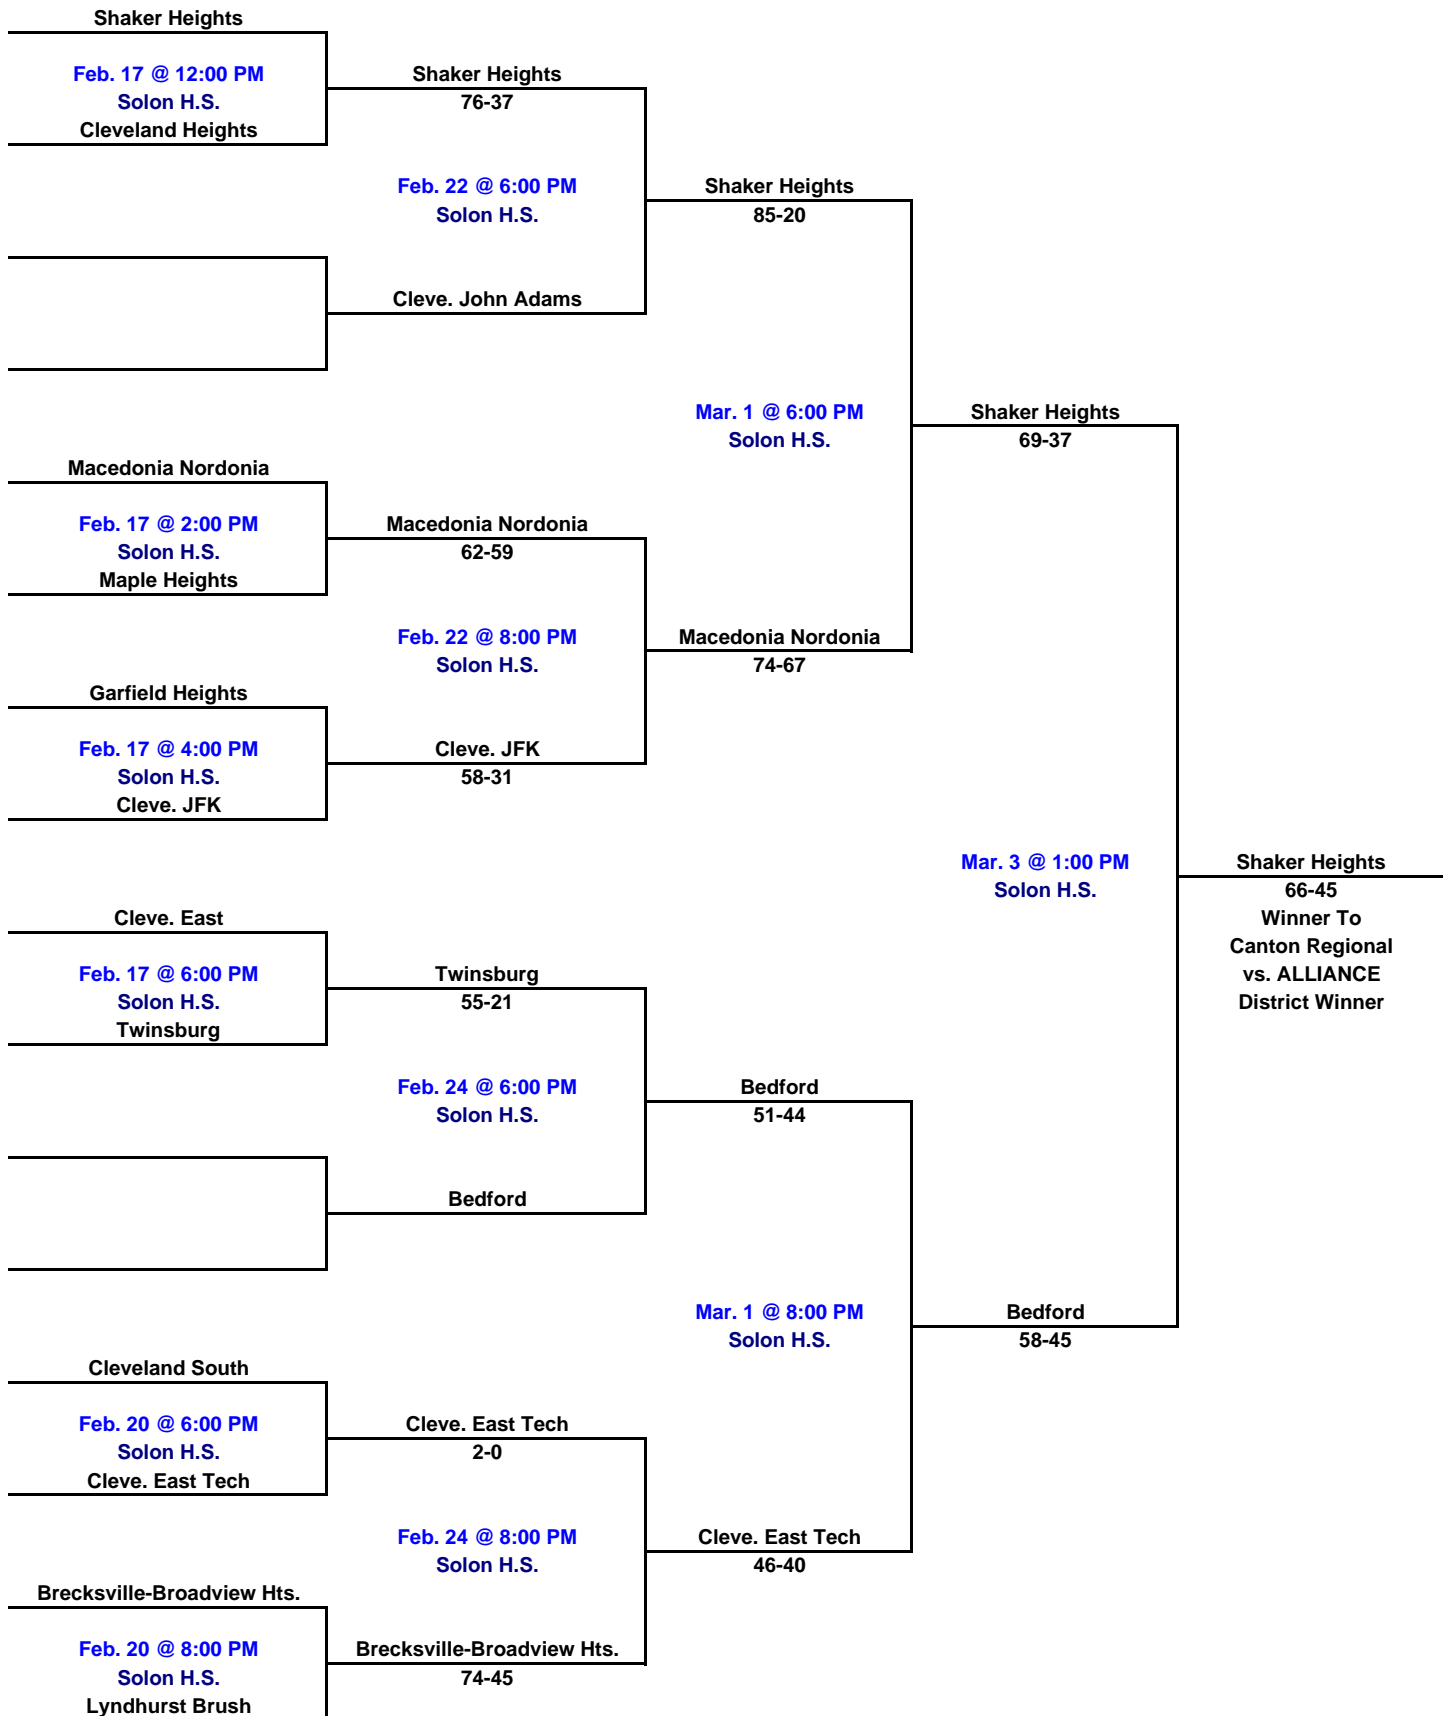 Shaker Heights
Feb. 17 @ 12:00 PM
Solon H.S.
Cleveland Heights
Shaker Heights
76-37
Feb. 22 @ 6:00 PM
Solon H.S.
Cleve. John Adams
Shaker Heights
85-20
Macedonia Nordonia
Feb. 17 @ 2:00 PM
Solon H.S.
Maple Heights
Macedonia Nordonia
62-59
Feb. 22 @ 8:00 PM
Solon H.S.
Garfield Heights
Feb. 17 @ 4:00 PM
Solon H.S.
Cleve. JFK
Cleve. JFK
58-31
Macedonia Nordonia
74-67
Mar. 1 @ 6:00 PM
Solon H.S.
Shaker Heights
69-37
Cleve. East
Feb. 17 @ 6:00 PM
Solon H.S.
Twinsburg
Twinsburg
55-21
Feb. 24 @ 6:00 PM
Solon H.S.
Bedford
Bedford
51-44
Cleveland South
Feb. 20 @ 6:00 PM
Solon H.S.
Cleve. East Tech
Cleve. East Tech
2-0
Feb. 24 @ 8:00 PM
Solon H.S.
Brecksville-Broadview Hts.
Feb. 20 @ 8:00 PM
Solon H.S.
Lyndhurst Brush
Brecksville-Broadview Hts.
74-45
Cleve. East Tech
46-40
Mar. 1 @ 8:00 PM
Solon H.S.
Bedford
58-45
Mar. 3 @ 1:00 PM
Solon H.S.
Shaker Heights
66-45
Winner To
Canton Regional
vs. ALLIANCE
District Winner